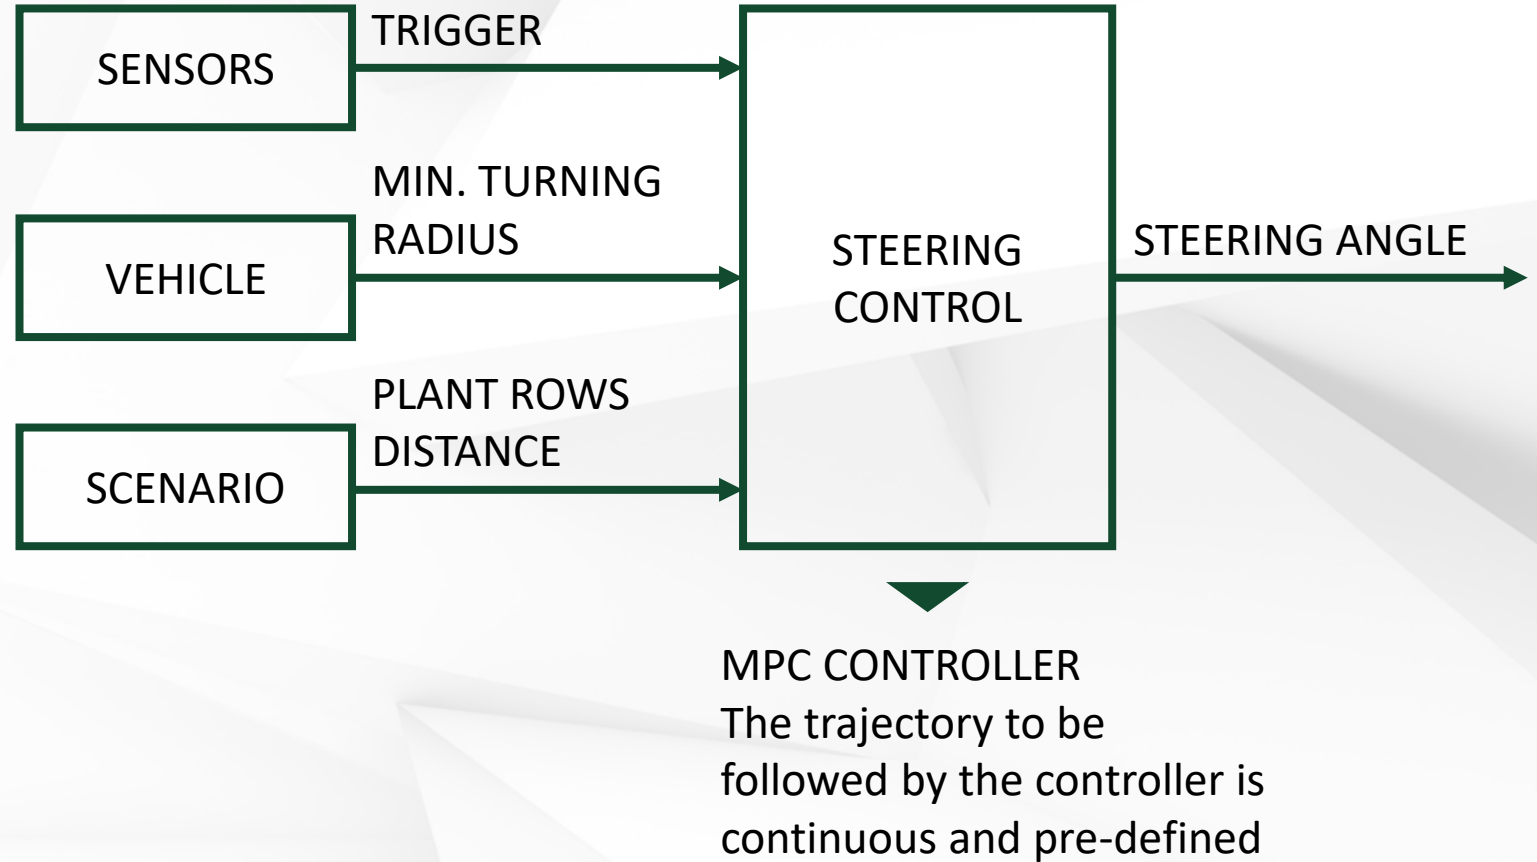 SENSORS
TRIGGER
VEHICLE
MIN. TURNING
RADIUS
SCENARIO
PLANT ROWS
DISTANCE
STEERING
CONTROL
STEERING ANGLE
MPC CONTROLLER
The trajectory to be
followed by the controller is
continuous and pre-defined